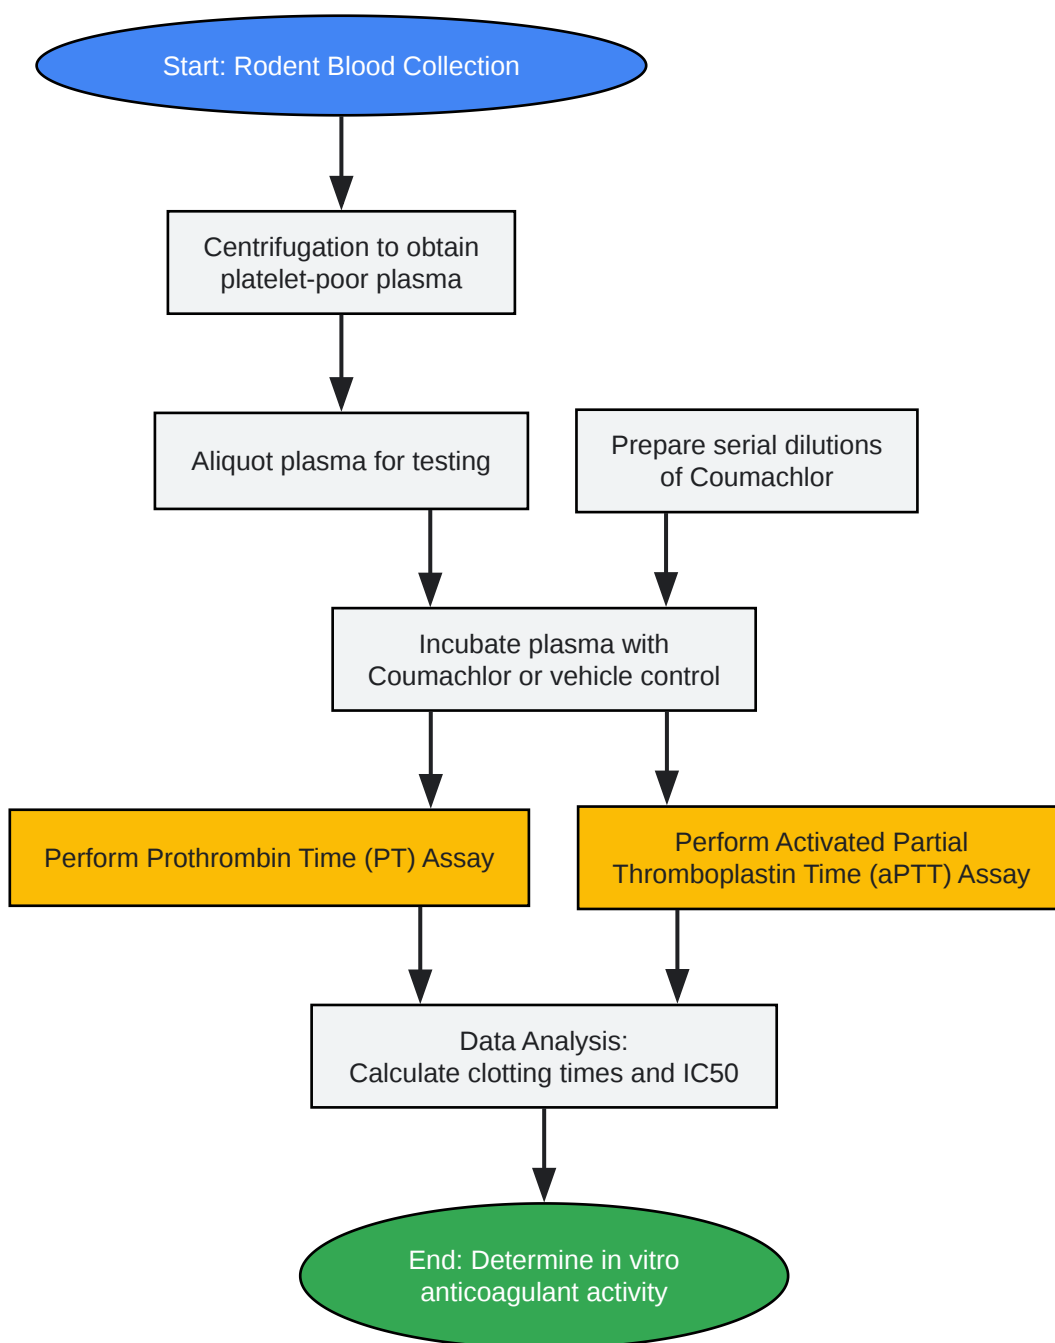 Start: Rodent Blood Collection
Centrifugation to obtain
platelet-poor plasma
Aliquot plasma for testing
Prepare serial dilutions
of Coumachlor
Incubate plasma with
Coumachlor or vehicle control
Perform Prothrombin Time (PT) Assay
Perform Activated Partial
Thromboplastin Time (aPTT) Assay
Data Analysis:
Calculate clotting times and IC50
End: Determine in vitro
anticoagulant activity